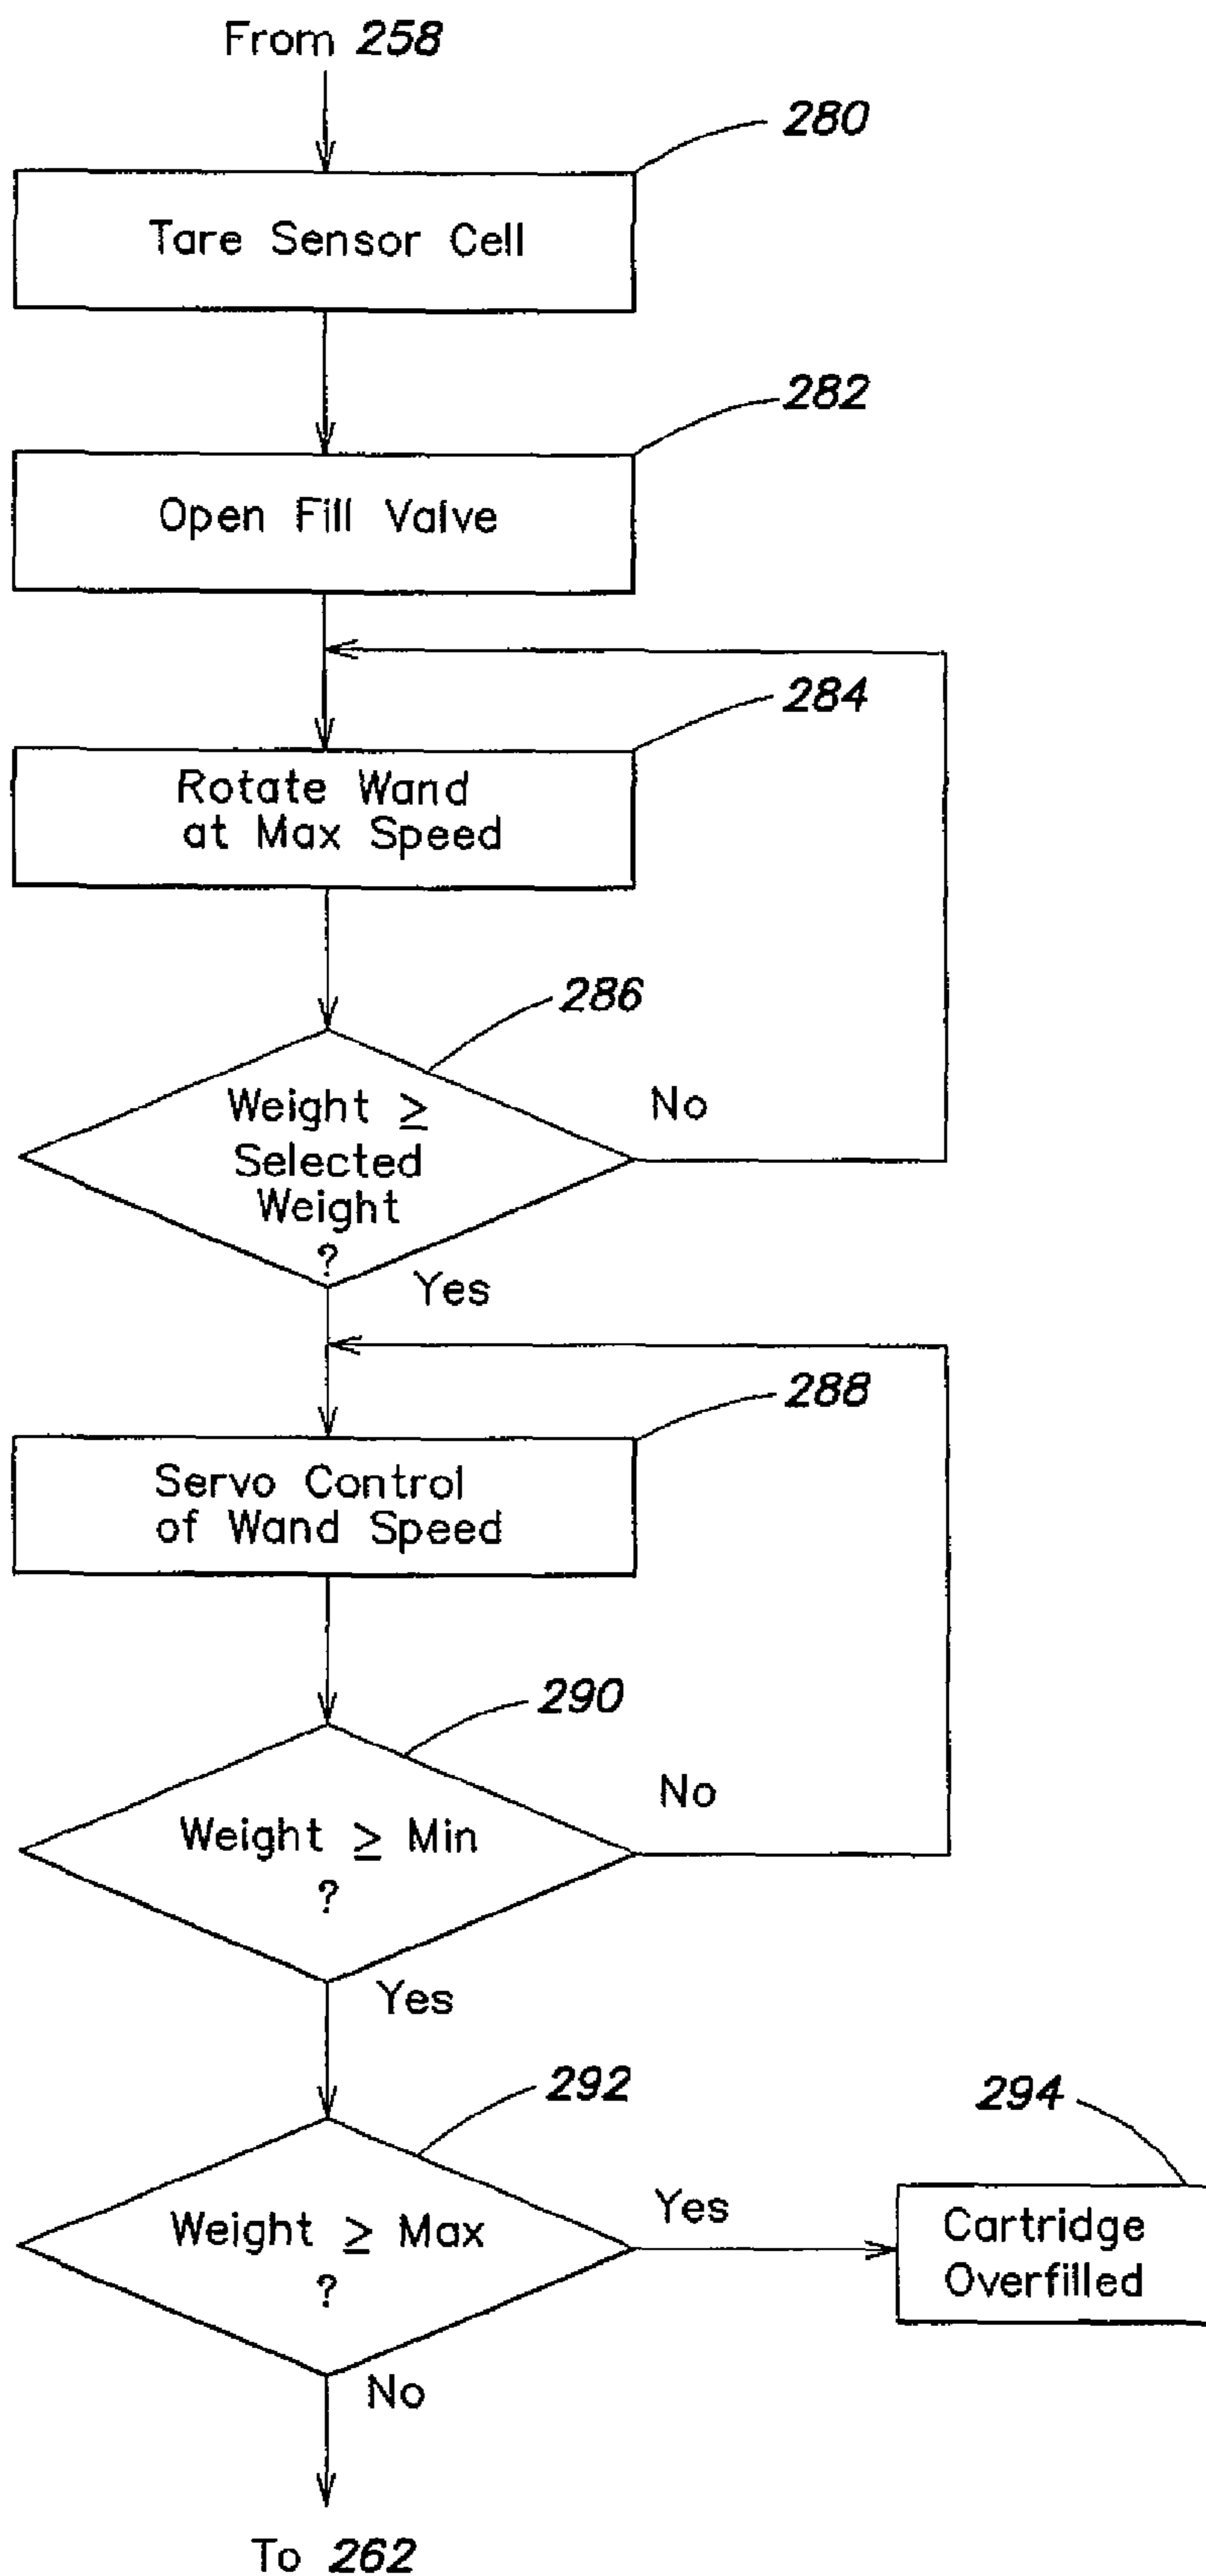 From 258
280
Tare Sensor Cell
282
Open Fill Valve
284
Rotate Wand
at Max Speed
286
Weight ≥
Selected
Weight
?
No
Yes
288
Servo Control
of Wand Speed
290
Weight ≥ Min
?
No
Yes
292
Weight ≥ Max
?
Yes
294
Cartridge
Overfilled
No
To 262